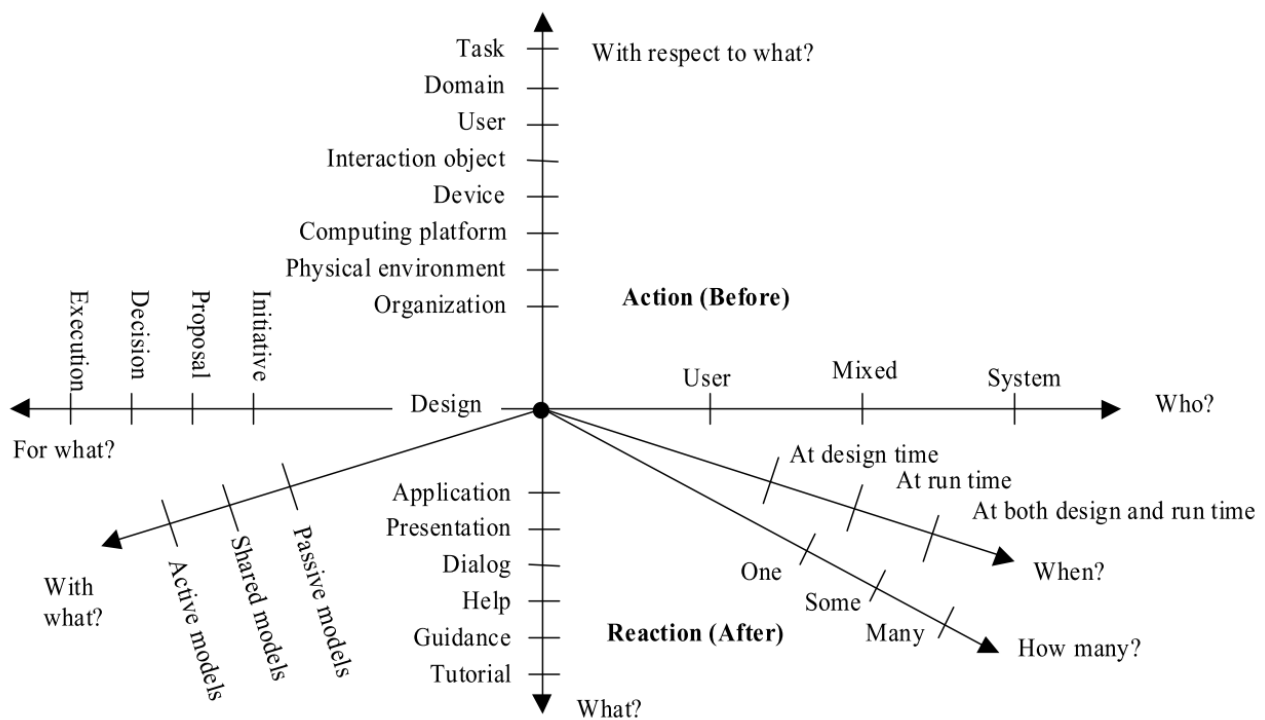 Task
With respect to what?
Domain
User
Interaction object
Device
Computing platform
Physical environment
Organization
Action (Before)
Execution
Decision
Proposal
Initiative
Design
User
Mixed
System
Who?
For what?
At design time
At run time
At both design and run time
When?
Application
Presentation
Dialog
Help
Guidance
Tutorial
What?
With
what?
Active models
Shared models
Passive models
One
Some
Many
How many?
Reaction (After)